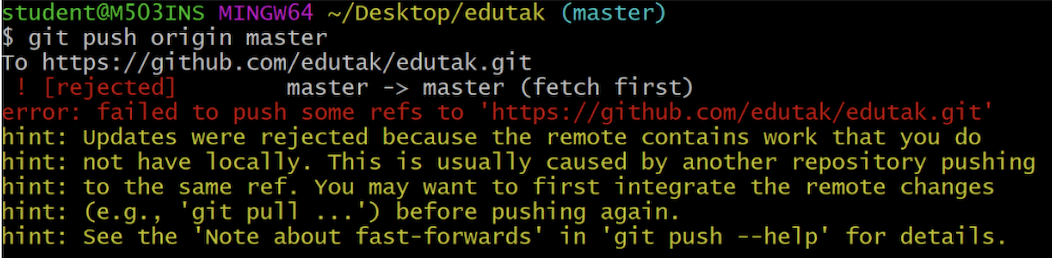 student@M503INS MINGW64 ~/Desktop/edutak (master)
$ git push origin master
To https://github.com/edutak/edutak.git
 ! [rejected]        master -> master (fetch first)
error: failed to push some refs to 'https://github.com/edutak/edutak.git'
hint: Updates were rejected because the remote contains work that you do
hint: not have locally. This is usually caused by another repository pushing
hint: to the same ref. You may want to first integrate the remote changes
hint: (e.g., 'git pull ...') before pushing again.
hint: See the 'Note about fast-forwards' in 'git push --help' for details.